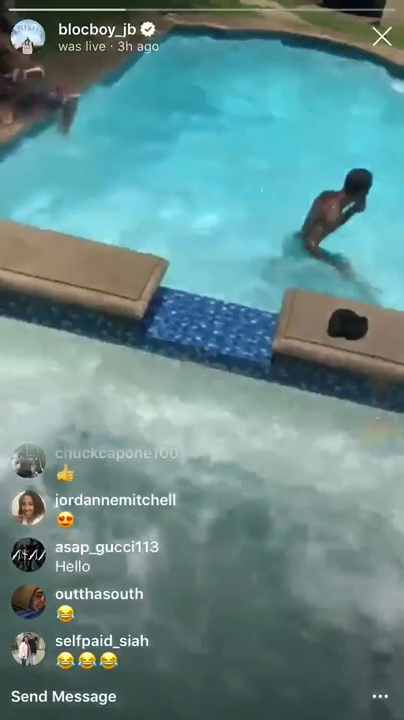 blocboy_jb
was live · 3h ago
chuckcapone100
👍
jordannemitchell
😍
asap_gucci113
Hello
outthasouth
😂
selfpaid_siah
😂😂😂
Send Message